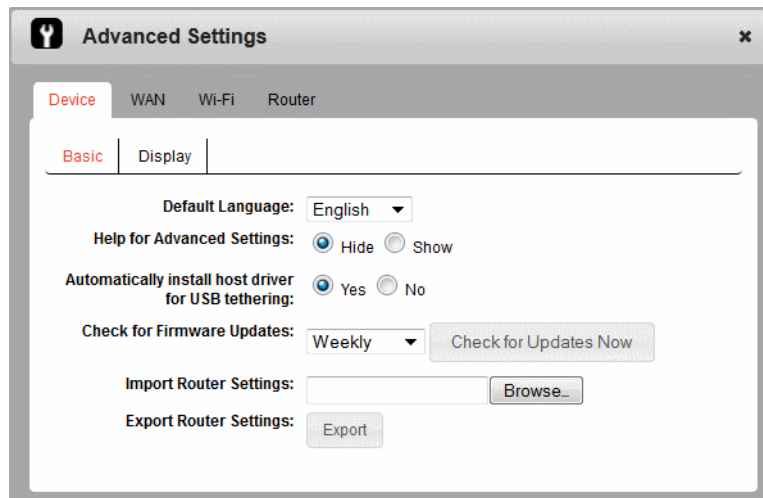 Advanced Settings
Device WAN Wi-Fi Router
Basic Display
Default Language: English
Help for Advanced Settings: Hide Show
Automatically install host driver
for USB tethering: Yes No
Check for Firmware Updates: Weekly Check for Updates Now
Import Router Settings: Browse...
Export Router Settings: Export